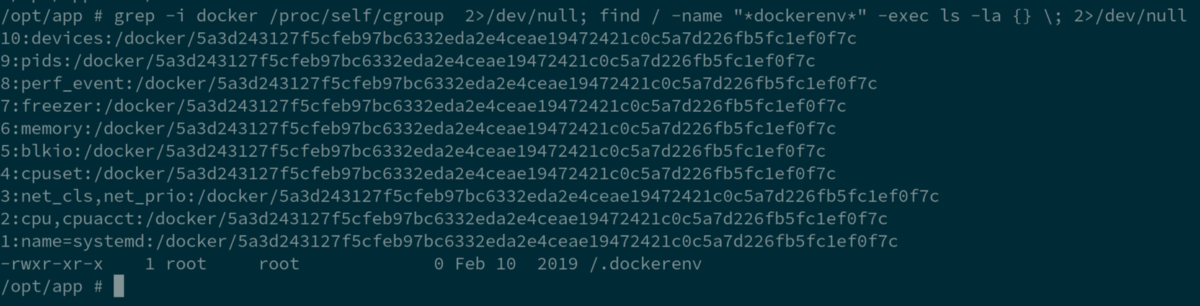 /opt/app # grep -i docker /proc/self/cgroup  2>/dev/null; find / -name "*dockerenv*" -exec ls -la {} \; 2>/dev/null
10:devices:/docker/5a3d243127f5cfeb97bc6332eda2e4ceae19472421c0c5a7d226fb5fc1ef0f7c
9:pids:/docker/5a3d243127f5cfeb97bc6332eda2e4ceae19472421c0c5a7d226fb5fc1ef0f7c
8:perf_event:/docker/5a3d243127f5cfeb97bc6332eda2e4ceae19472421c0c5a7d226fb5fc1ef0f7c
7:freezer:/docker/5a3d243127f5cfeb97bc6332eda2e4ceae19472421c0c5a7d226fb5fc1ef0f7c
6:memory:/docker/5a3d243127f5cfeb97bc6332eda2e4ceae19472421c0c5a7d226fb5fc1ef0f7c
5:blkio:/docker/5a3d243127f5cfeb97bc6332eda2e4ceae19472421c0c5a7d226fb5fc1ef0f7c
4:cpuset:/docker/5a3d243127f5cfeb97bc6332eda2e4ceae19472421c0c5a7d226fb5fc1ef0f7c
3:net_cls,net_prio:/docker/5a3d243127f5cfeb97bc6332eda2e4ceae19472421c0c5a7d226fb5fc1ef0f7c
2:cpu,cpuacct:/docker/5a3d243127f5cfeb97bc6332eda2e4ceae19472421c0c5a7d226fb5fc1ef0f7c
1:name=systemd:/docker/5a3d243127f5cfeb97bc6332eda2e4ceae19472421c0c5a7d226fb5fc1ef0f7c
-rwxr-xr-x    1 root     root             0 Feb 10  2019 /.dockerenv
/opt/app #